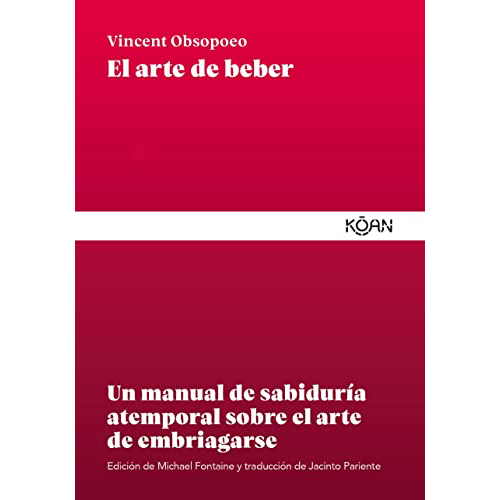 Vincent Obsopoeo
El arte de beber
KŌAN
Un manual de sabiduría
atemporal sobre el arte
de embriagarse
Edición de Michael Fontaine y traducción de Jacinto Pariente